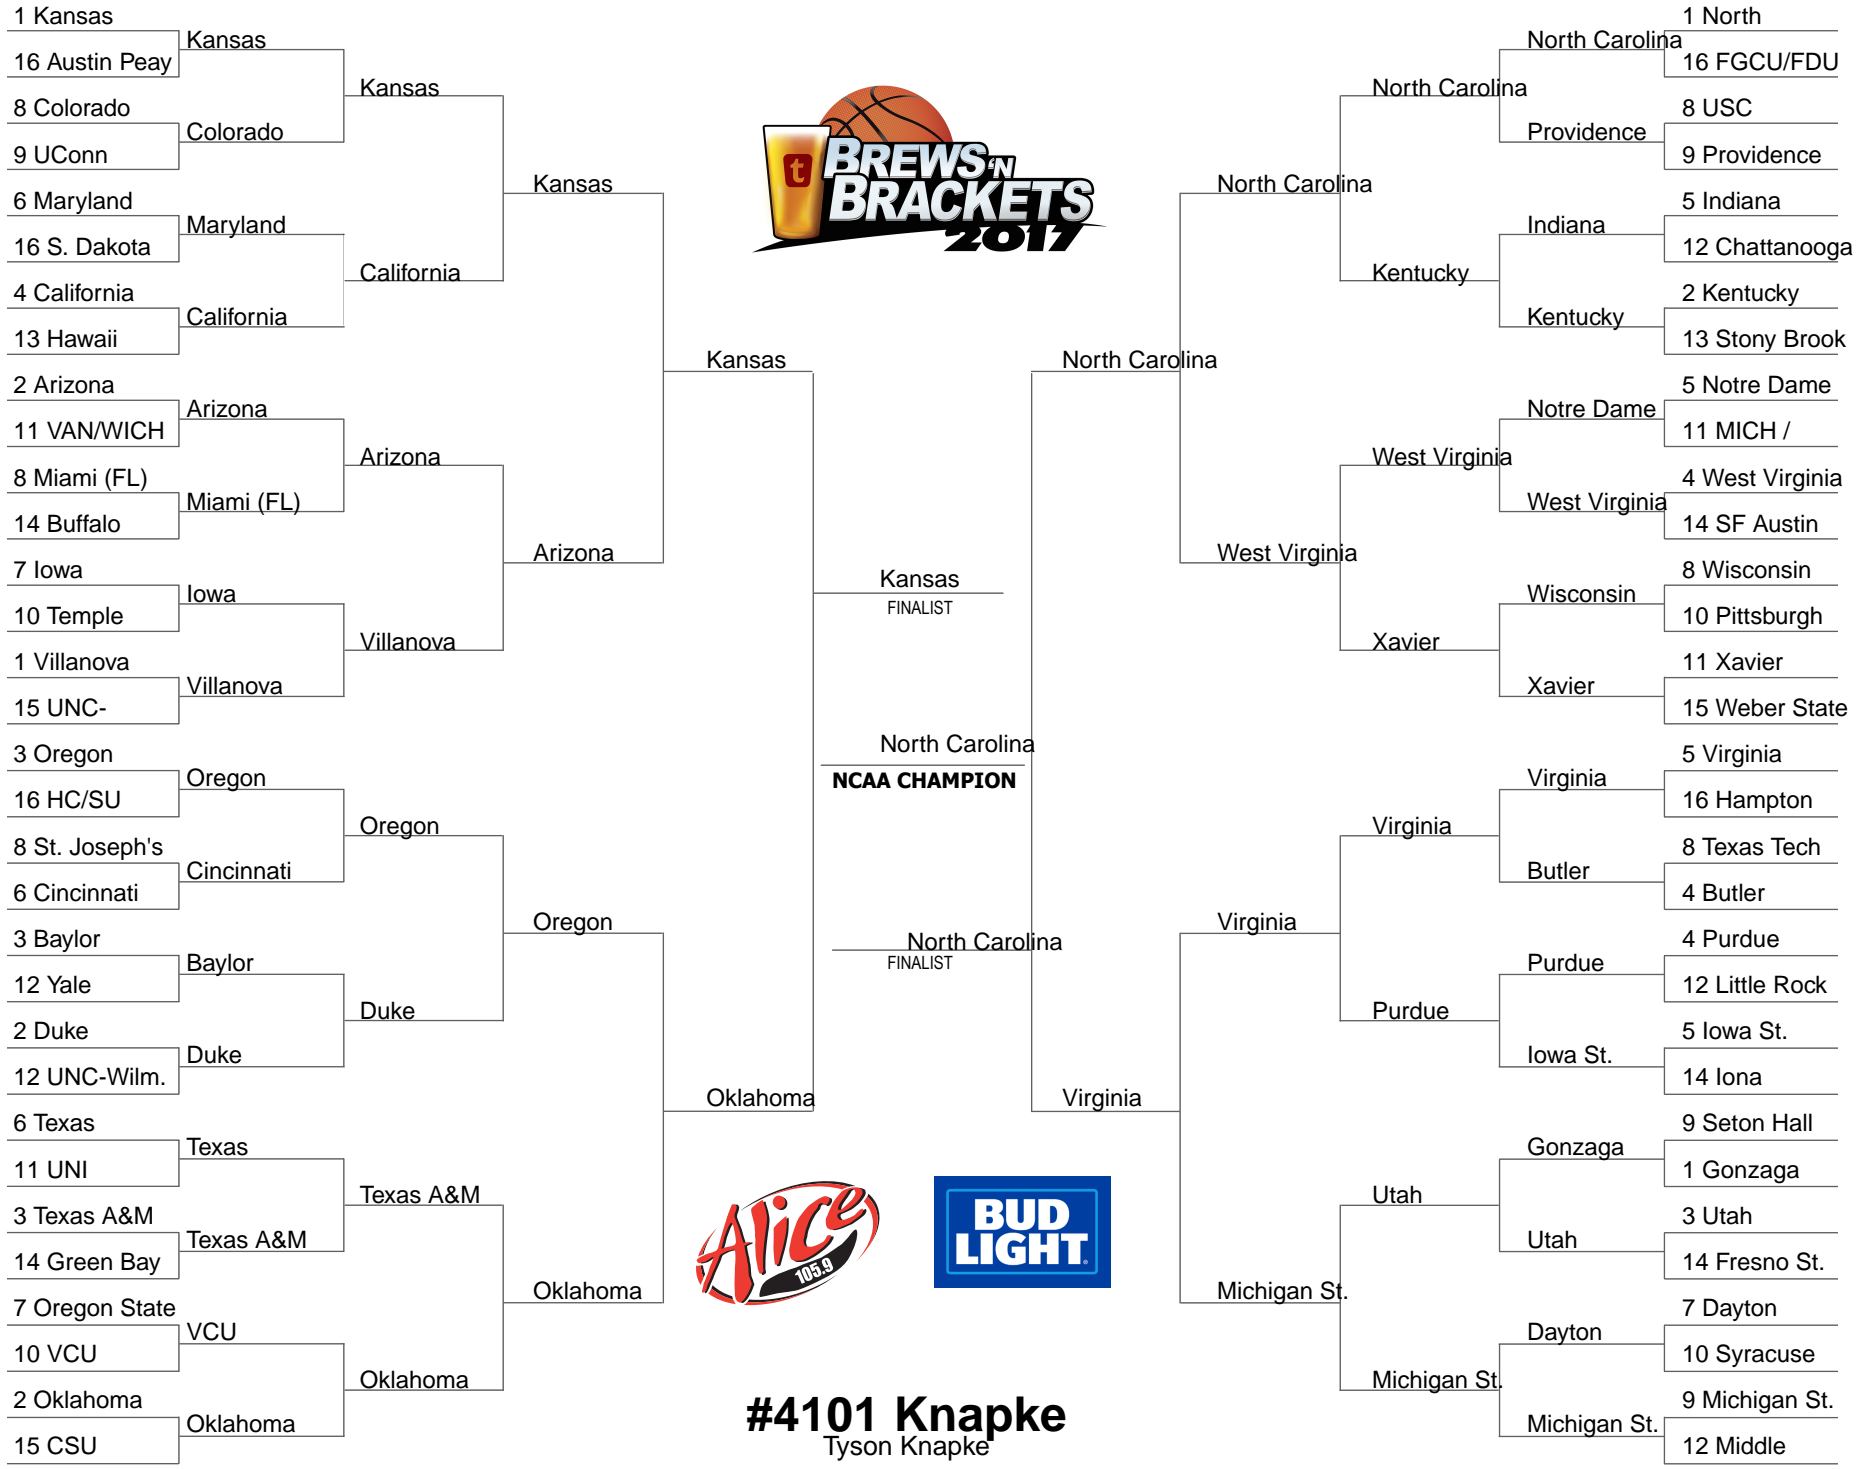 1 Kansas
16 Austin Peay
8 Colorado
9 UConn
6 Maryland
16 S. Dakota
4 California
13 Hawaii
2 Arizona
11 VAN/WICH
8 Miami (FL)
14 Buffalo
7 Iowa
10 Temple
1 Villanova
15 UNC-
3 Oregon
16 HC/SU
8 St. Joseph's
6 Cincinnati
3 Baylor
12 Yale
2 Duke
12 UNC-Wilm.
6 Texas
11 UNI
3 Texas A&M
14 Green Bay
7 Oregon State
10 VCU
2 Oklahoma
15 CSU
Kansas
Colorado
Maryland
California
Arizona
Miami (FL)
Iowa
Villanova
Oregon
Cincinnati
Baylor
Duke
Texas
Texas A&M
VCU
Oklahoma
Kansas
California
Arizona
Villanova
Oregon
Duke
Texas A&M
Oklahoma
Kansas
Arizona
Oregon
Oklahoma
Kansas
Oklahoma
t
BREWS 'N
BRACKETS
2017
Kansas
FINALIST
North Carolina
NCAA CHAMPION
North Carolina
FINALIST
Alice
105.9
BUD
LIGHT
#4101 Knapke
Tyson Knapke
North Carolina
Virginia
North Carolina
West Virginia
Virginia
Michigan St.
North Carolina
Kentucky
West Virginia
Xavier
Virginia
Purdue
Utah
Michigan St.
North Carolina
Providence
Indiana
Kentucky
Notre Dame
West Virginia
Wisconsin
Xavier
Virginia
Butler
Purdue
Iowa St.
Gonzaga
Utah
Dayton
Michigan St.
1 North
16 FGCU/FDU
8 USC
9 Providence
5 Indiana
12 Chattanooga
2 Kentucky
13 Stony Brook
5 Notre Dame
11 MICH /
4 West Virginia
14 SF Austin
8 Wisconsin
10 Pittsburgh
11 Xavier
15 Weber State
5 Virginia
16 Hampton
8 Texas Tech
4 Butler
4 Purdue
12 Little Rock
5 Iowa St.
14 Iona
9 Seton Hall
1 Gonzaga
3 Utah
14 Fresno St.
7 Dayton
10 Syracuse
9 Michigan St.
12 Middle